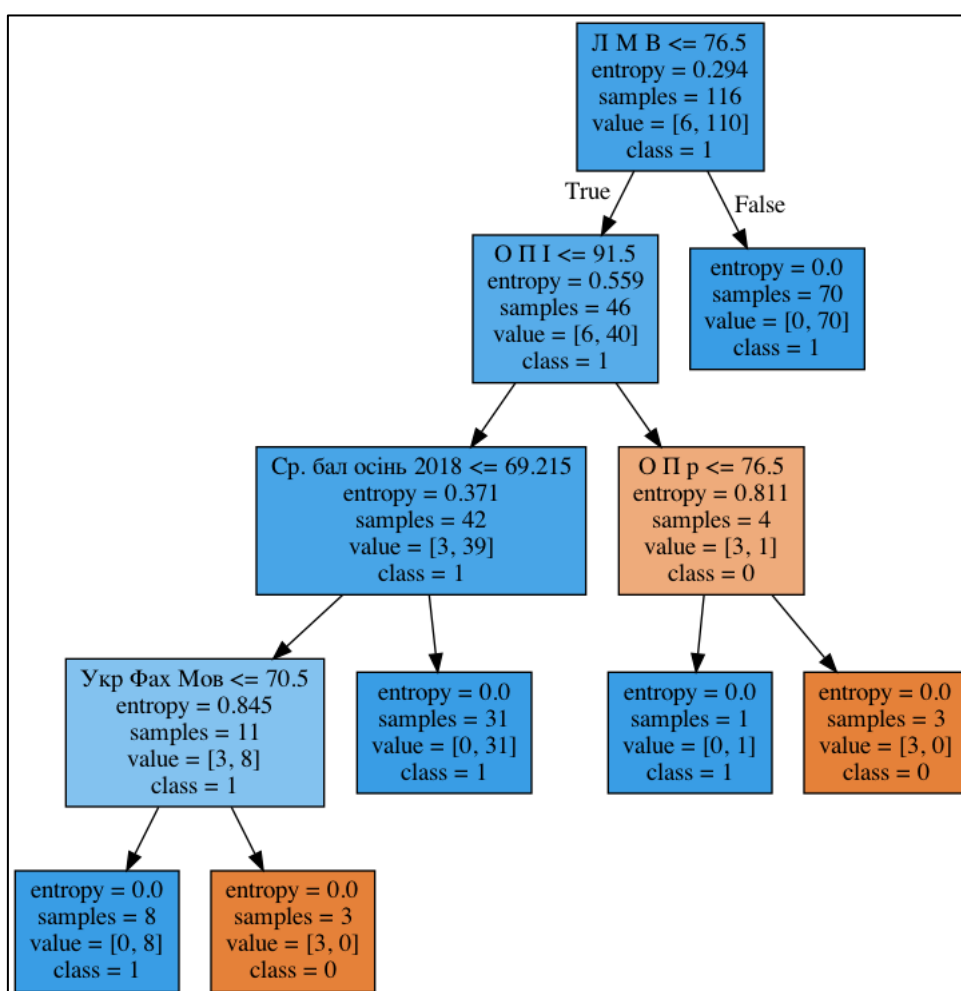 Л М В <= 76.5
entropy = 0.294
samples = 116
value = [6, 110]
class = 1
True
False
О П І <= 91.5
entropy = 0.559
samples = 46
value = [6, 40]
class = 1
entropy = 0.0
samples = 70
value = [0, 70]
class = 1
Ср. бал осінь 2018 <= 69.215
entropy = 0.371
samples = 42
value = [3, 39]
class = 1
О П р <= 76.5
entropy = 0.811
samples = 4
value = [3, 1]
class = 0
Укр Фах Мов <= 70.5
entropy = 0.845
samples = 11
value = [3, 8]
class = 1
entropy = 0.0
samples = 31
value = [0, 31]
class = 1
entropy = 0.0
samples = 1
value = [0, 1]
class = 1
entropy = 0.0
samples = 3
value = [3, 0]
class = 0
entropy = 0.0
samples = 8
value = [0, 8]
class = 1
entropy = 0.0
samples = 3
value = [3, 0]
class = 0